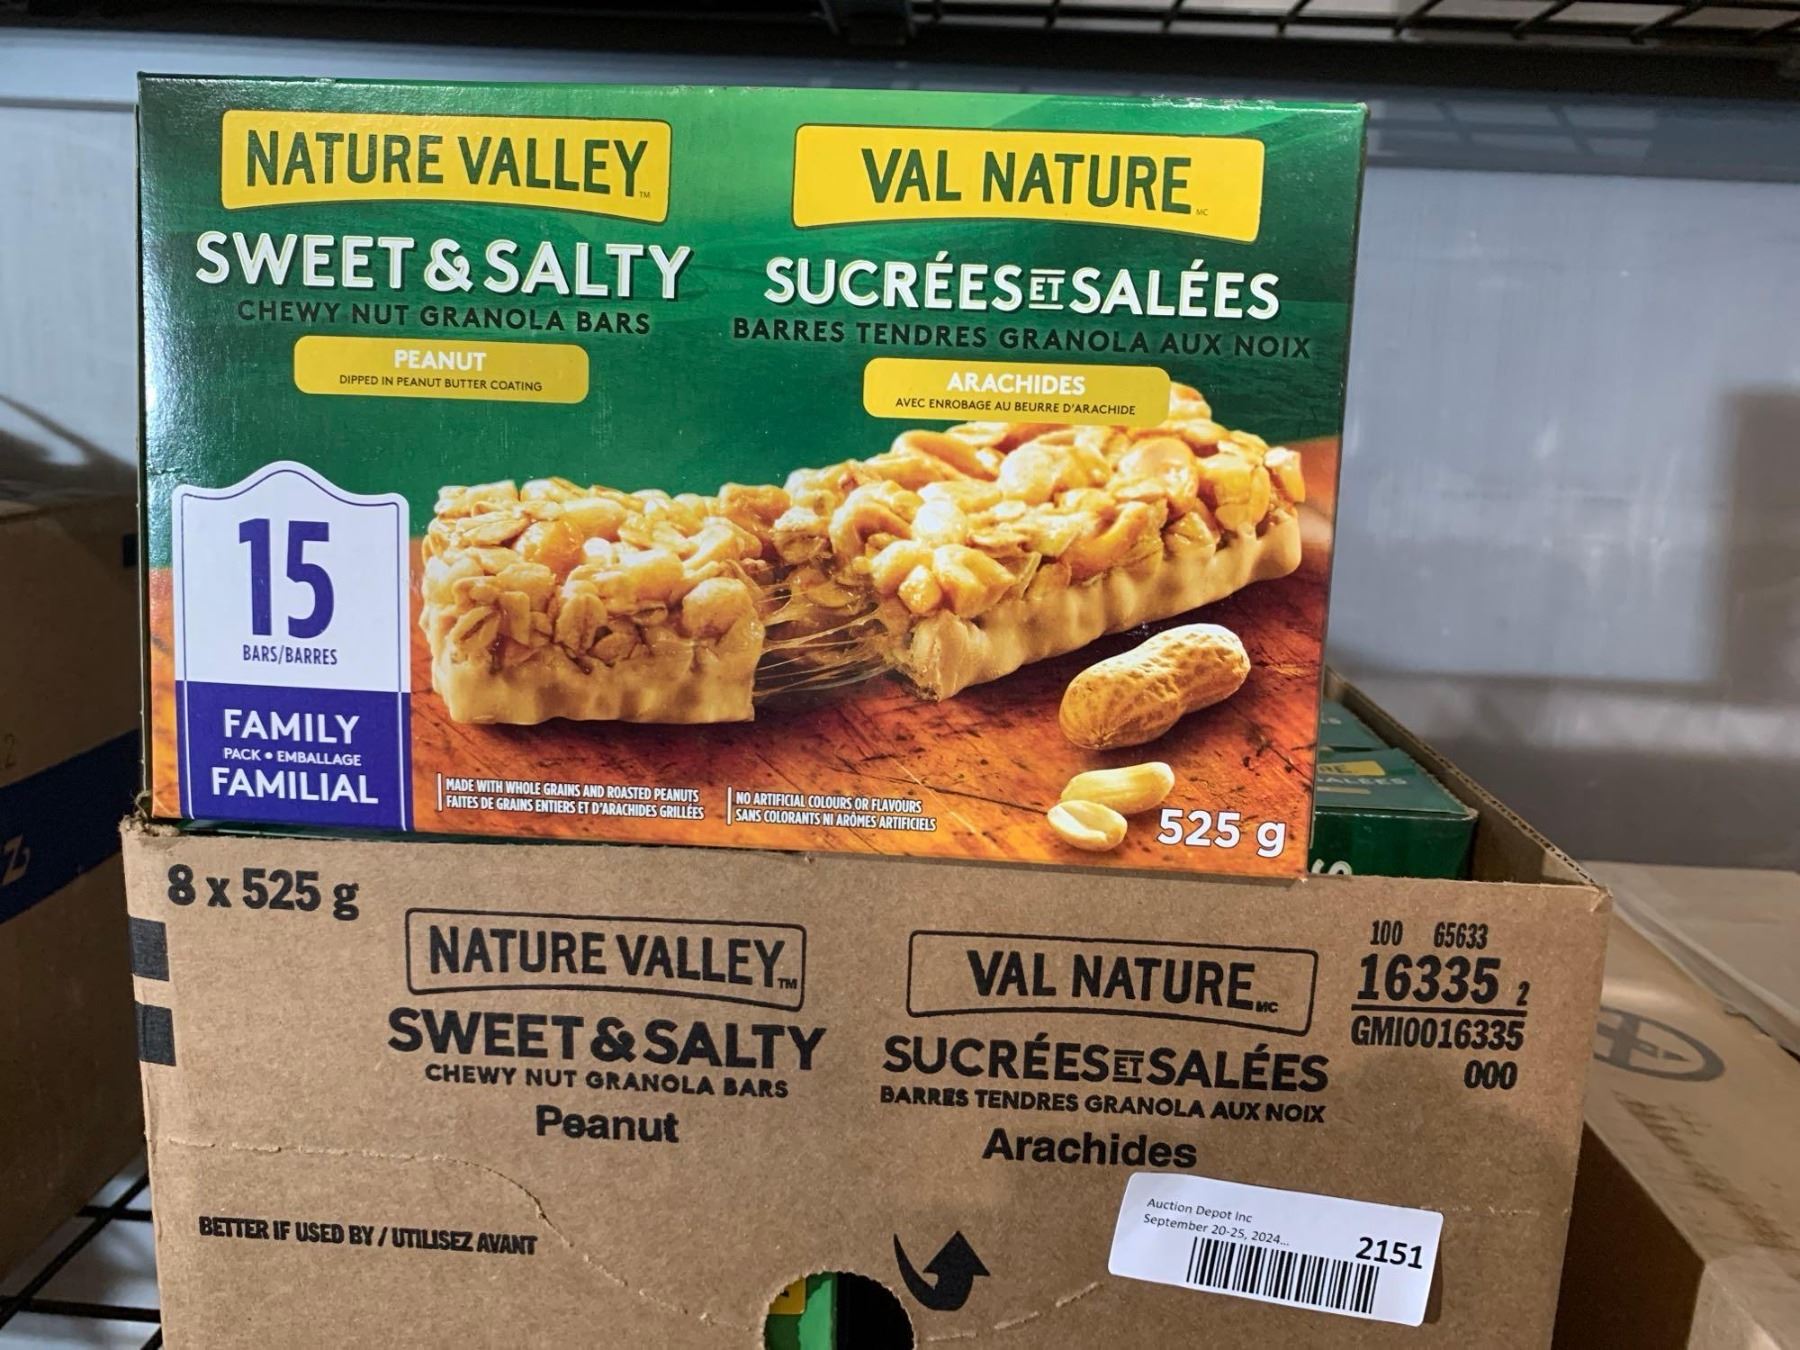 NATURE VALLEY™
SWEET & SALTY
CHEWY NUT GRANOLA BARS
PEANUT
DIPPED IN PEANUT BUTTER COATING
VAL NATURE MC
SUCRÉES ET SALÉES
BARRES TENDRES GRANOLA AUX NOIX
ARACHIDES
AVEC ENROBAGE AU BEURRE D'ARACHIDE
15
BARS/BARRES
FAMILY
PACK • EMBALLAGE
FAMILIAL
MADE WITH WHOLE GRAINS AND ROASTED PEANUTS
FAITES DE GRAINS ENTIERS ET D'ARACHIDES GRILLÉES
NO ARTIFICIAL COLOURS OR FLAVOURS
SANS COLORANTS NI ARÔMES ARTIFICIELS
525 g
8 x 525 g
NATURE VALLEY™
SWEET & SALTY
CHEWY NUT GRANOLA BARS
Peanut
VAL NATURE MC
SUCRÉES ET SALÉES
BARRES TENDRES GRANOLA AUX NOIX
Arachides
100 65633
16335 2
GMI0016335
000
BETTER IF USED BY / UTILISEZ AVANT
Auction Depot Inc
September 20-25, 2024...
2151